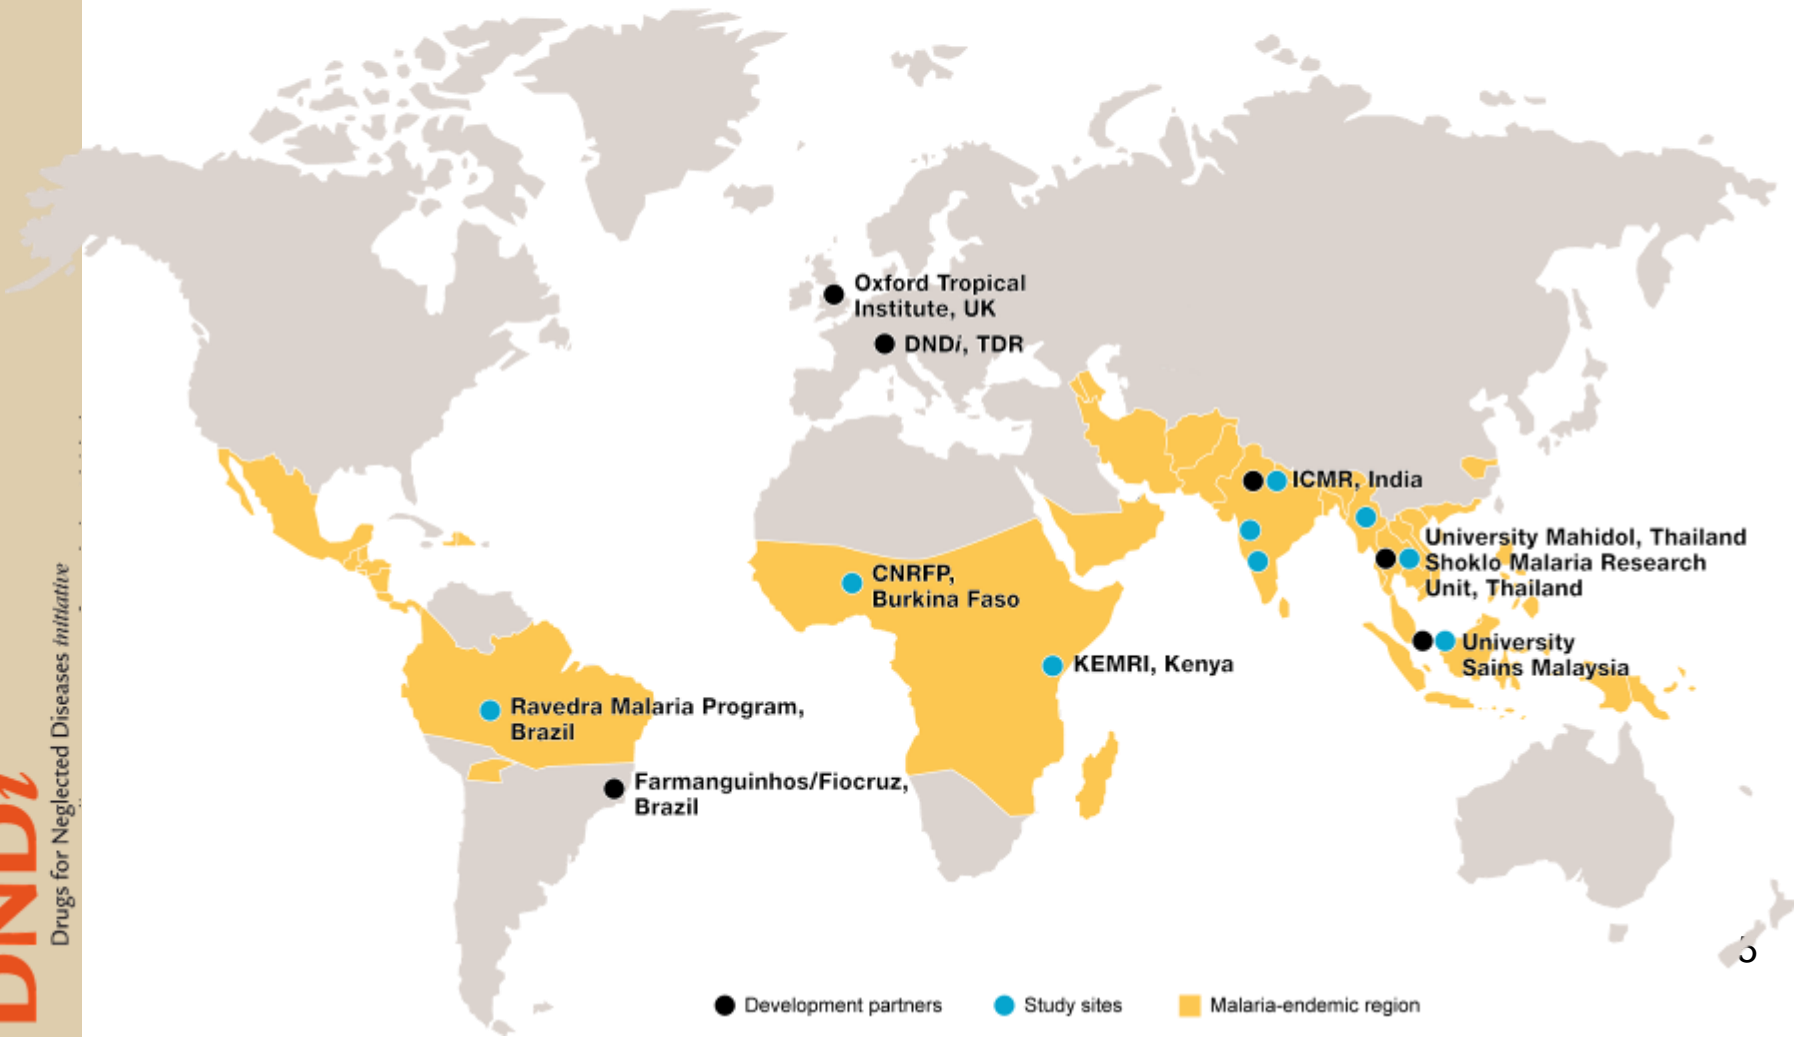 Oxford Tropical
Institute, UK
DNDi, TDR
ICMR, India
University Mahidol, Thailand
Shoklo Malaria Research
Unit, Thailand
CNRFP,
Burkina Faso
University
Sains Malaysia
KEMRI, Kenya
Ravedra Malaria Program,
Brazil
Farmanguinhos/Fiocruz,
Brazil
Development partners
Study sites
Malaria-endemic region
5
DNDi
Drugs for Neglected Diseases initiative